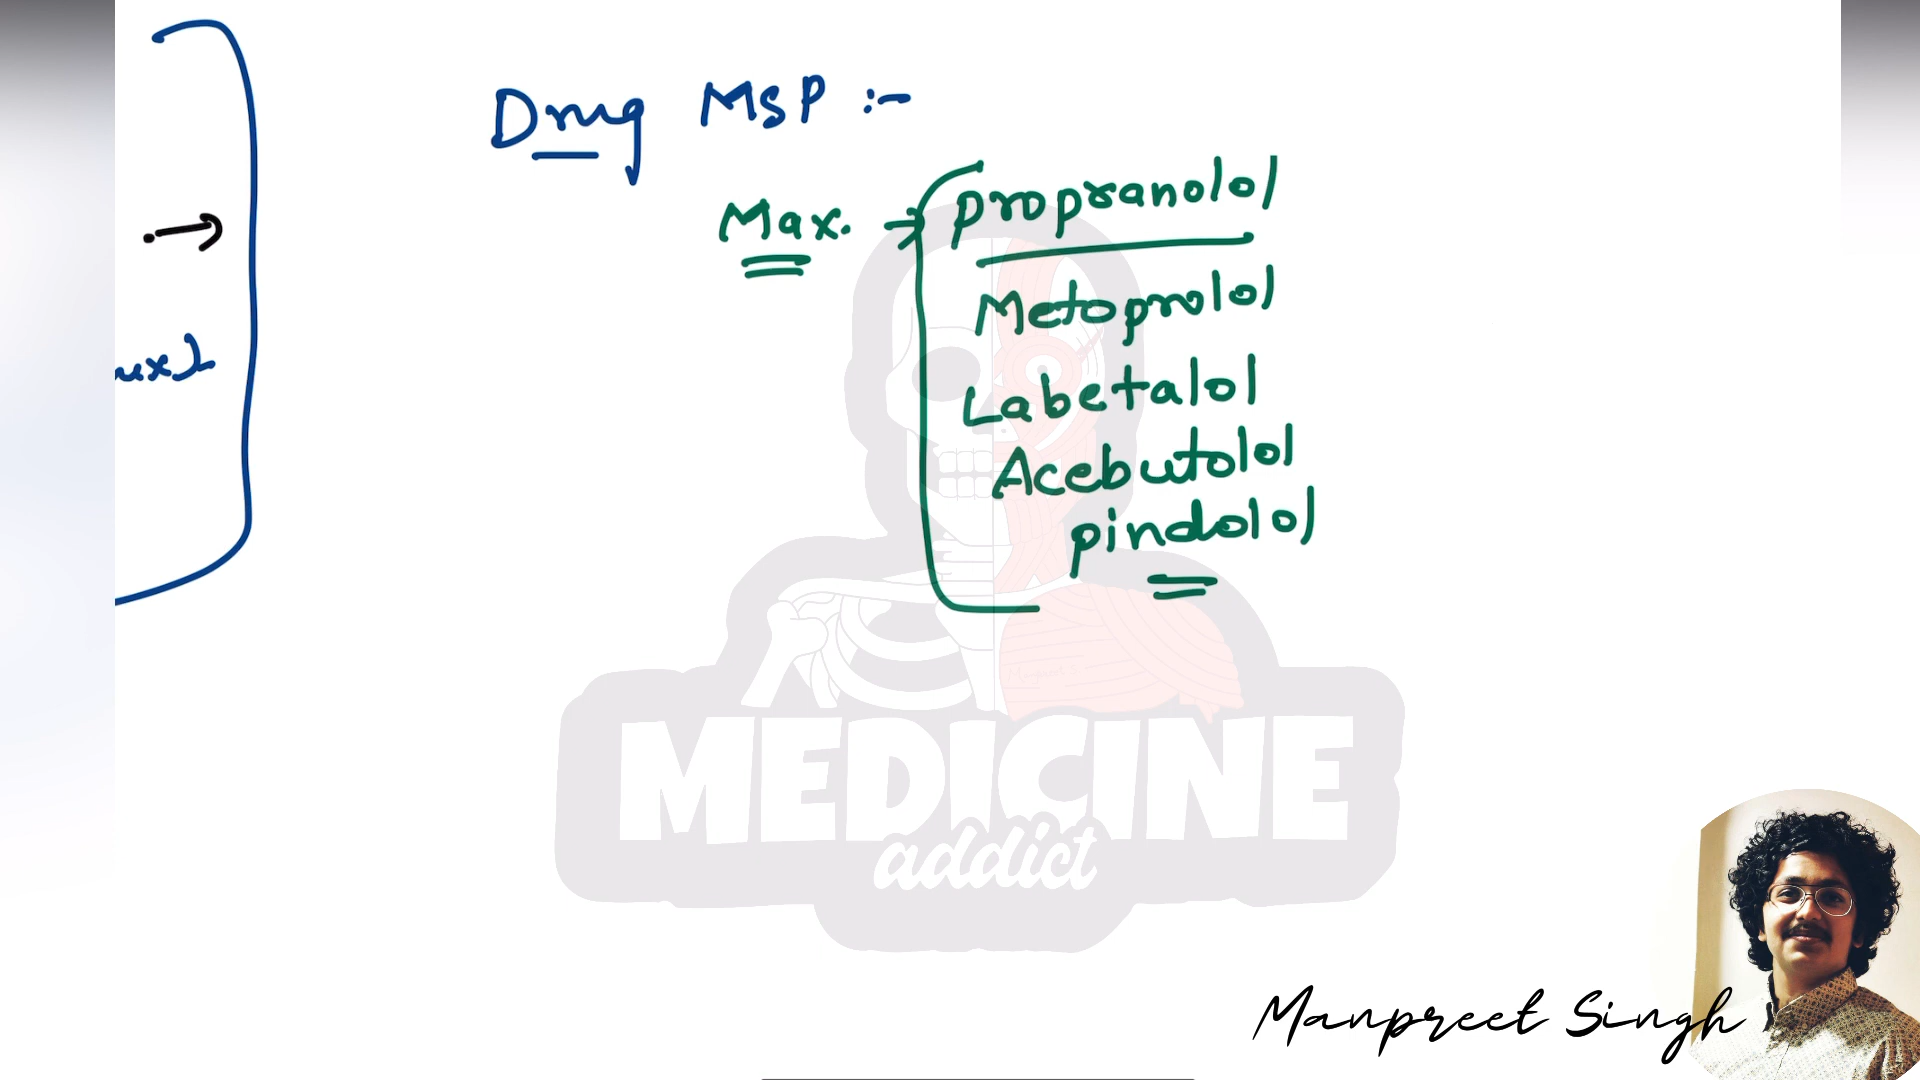 Drug MSP :-
Max. → propranolol
Metoprolol
Labetalol
Acebutolol
pindolol
MEDICINE
addict
Manpreet Singh